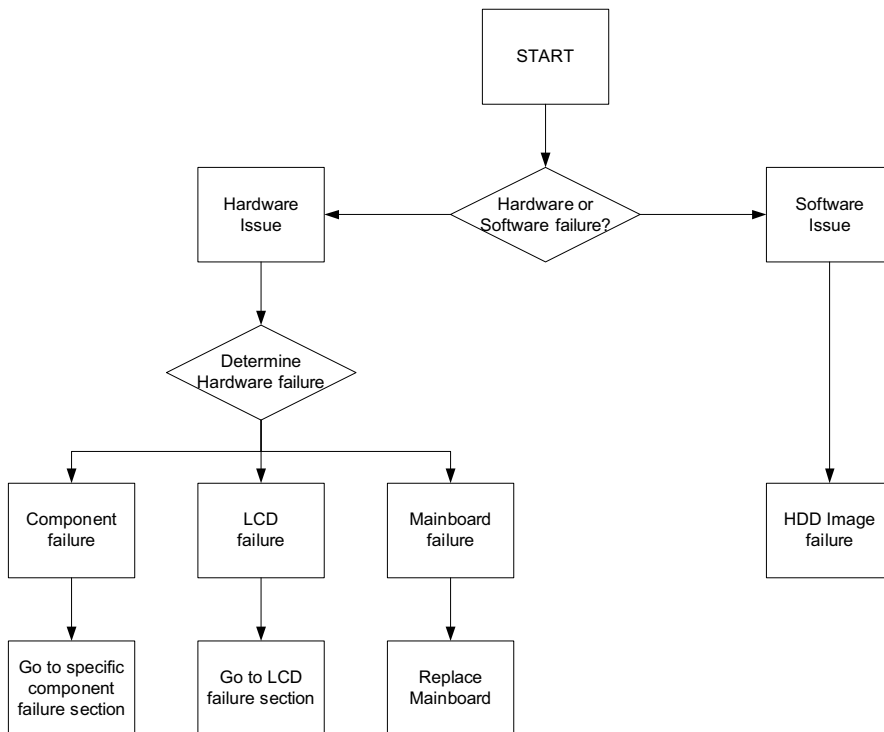 START
Hardware
Issue
Hardware or
Software failure?
Software
Issue
Determine
Hardware failure
Component
failure
LCD
failure
Mainboard
failure
HDD Image
failure
Go to specific
component
failure section
Go to LCD
failure section
Replace
Mainboard